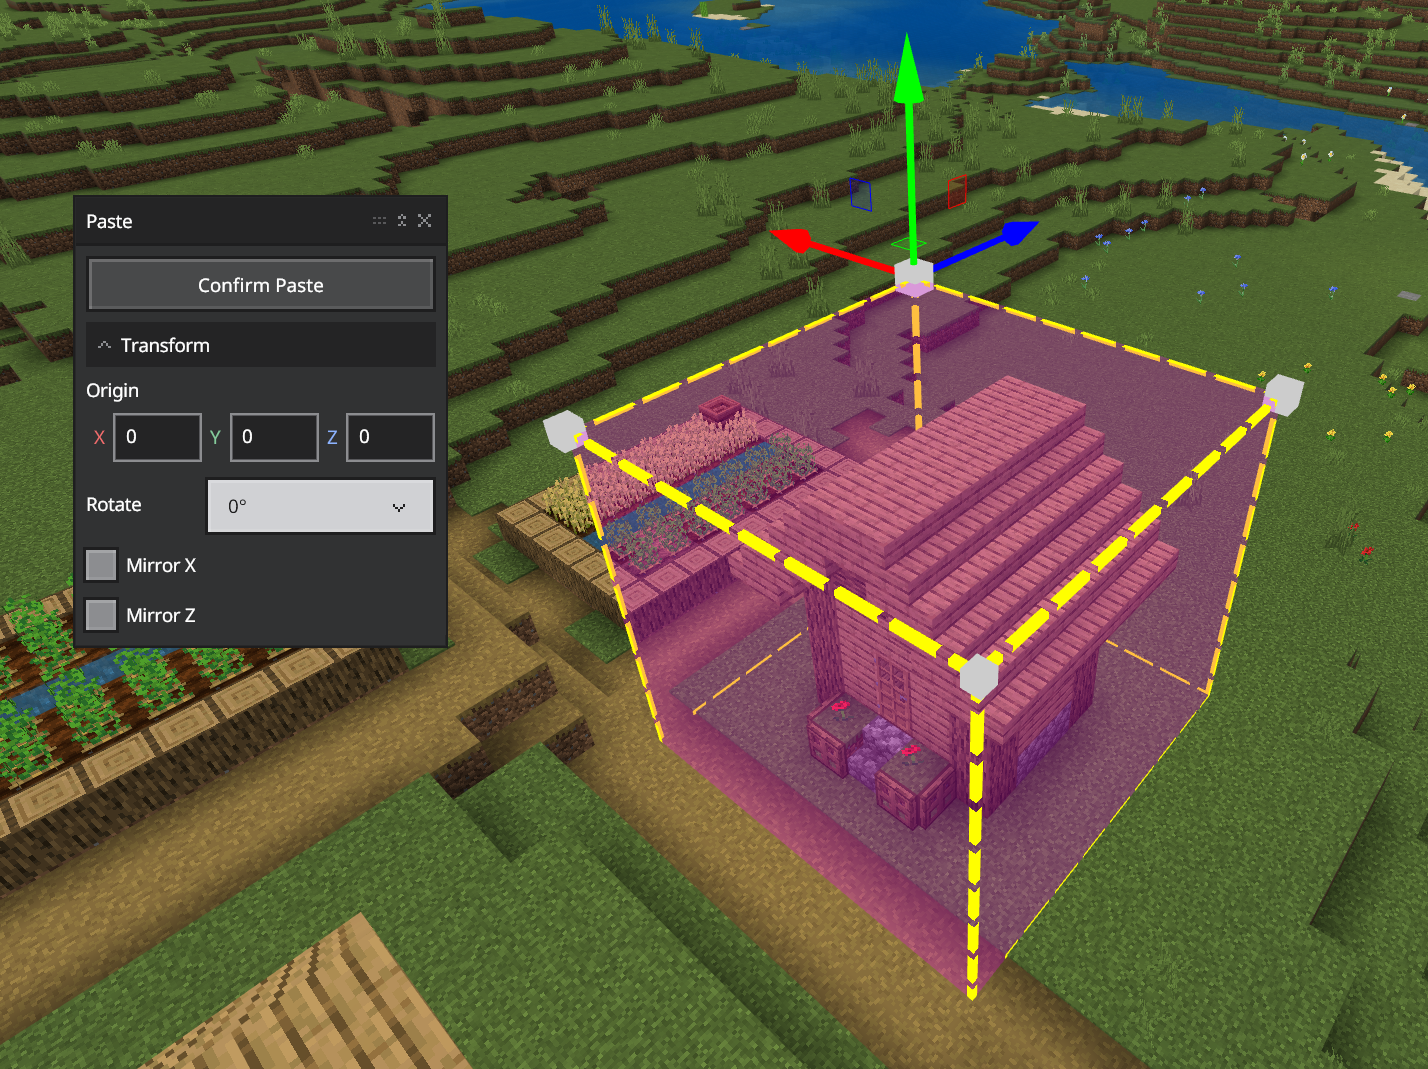 Paste
Confirm Paste
Transform
Origin
X 0 Y 0 Z 0
Rotate 0°
Mirror X
Mirror Z